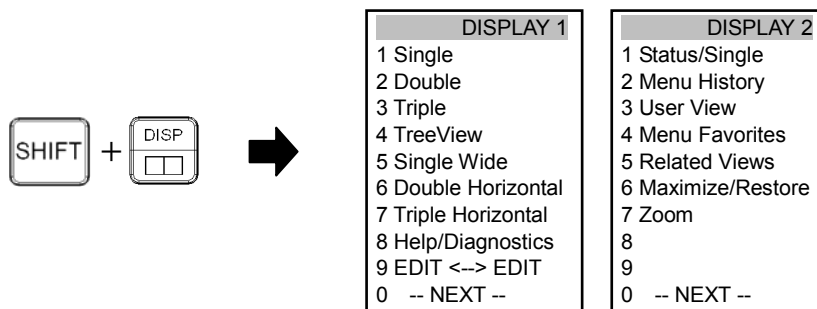 SHIFT + DISP
DISPLAY 1
1 Single
2 Double
3 Triple
4 TreeView
5 Single Wide
6 Double Horizontal
7 Triple Horizontal
8 Help/Diagnostics
9 EDIT <--> EDIT
0 -- NEXT --
DISPLAY 2
1 Status/Single
2 Menu History
3 User View
4 Menu Favorites
5 Related Views
6 Maximize/Restore
7 Zoom
8
9
0 -- NEXT --